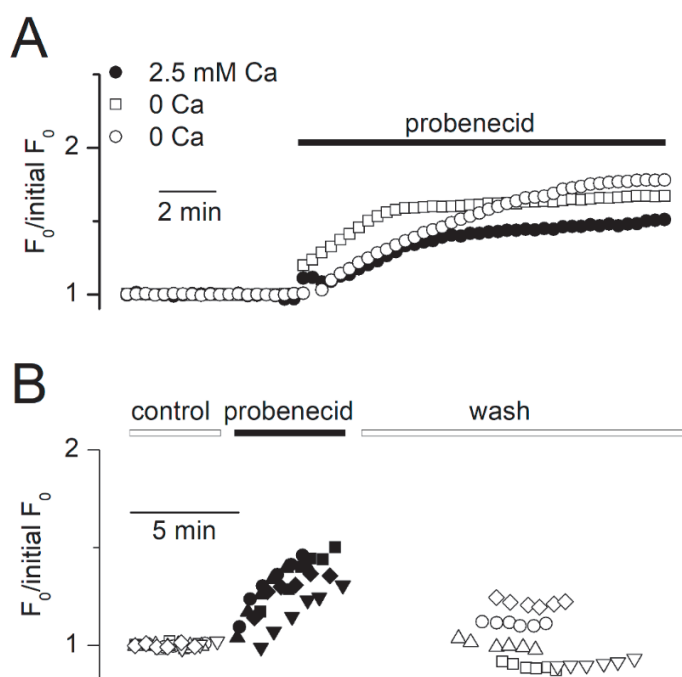 A
2.5 mM Ca
0 Ca
0 Ca
probenecid
2
2 min
1
F₀/initial F₀
B
control probenecid wash
2
5 min
1
F₀/initial F₀